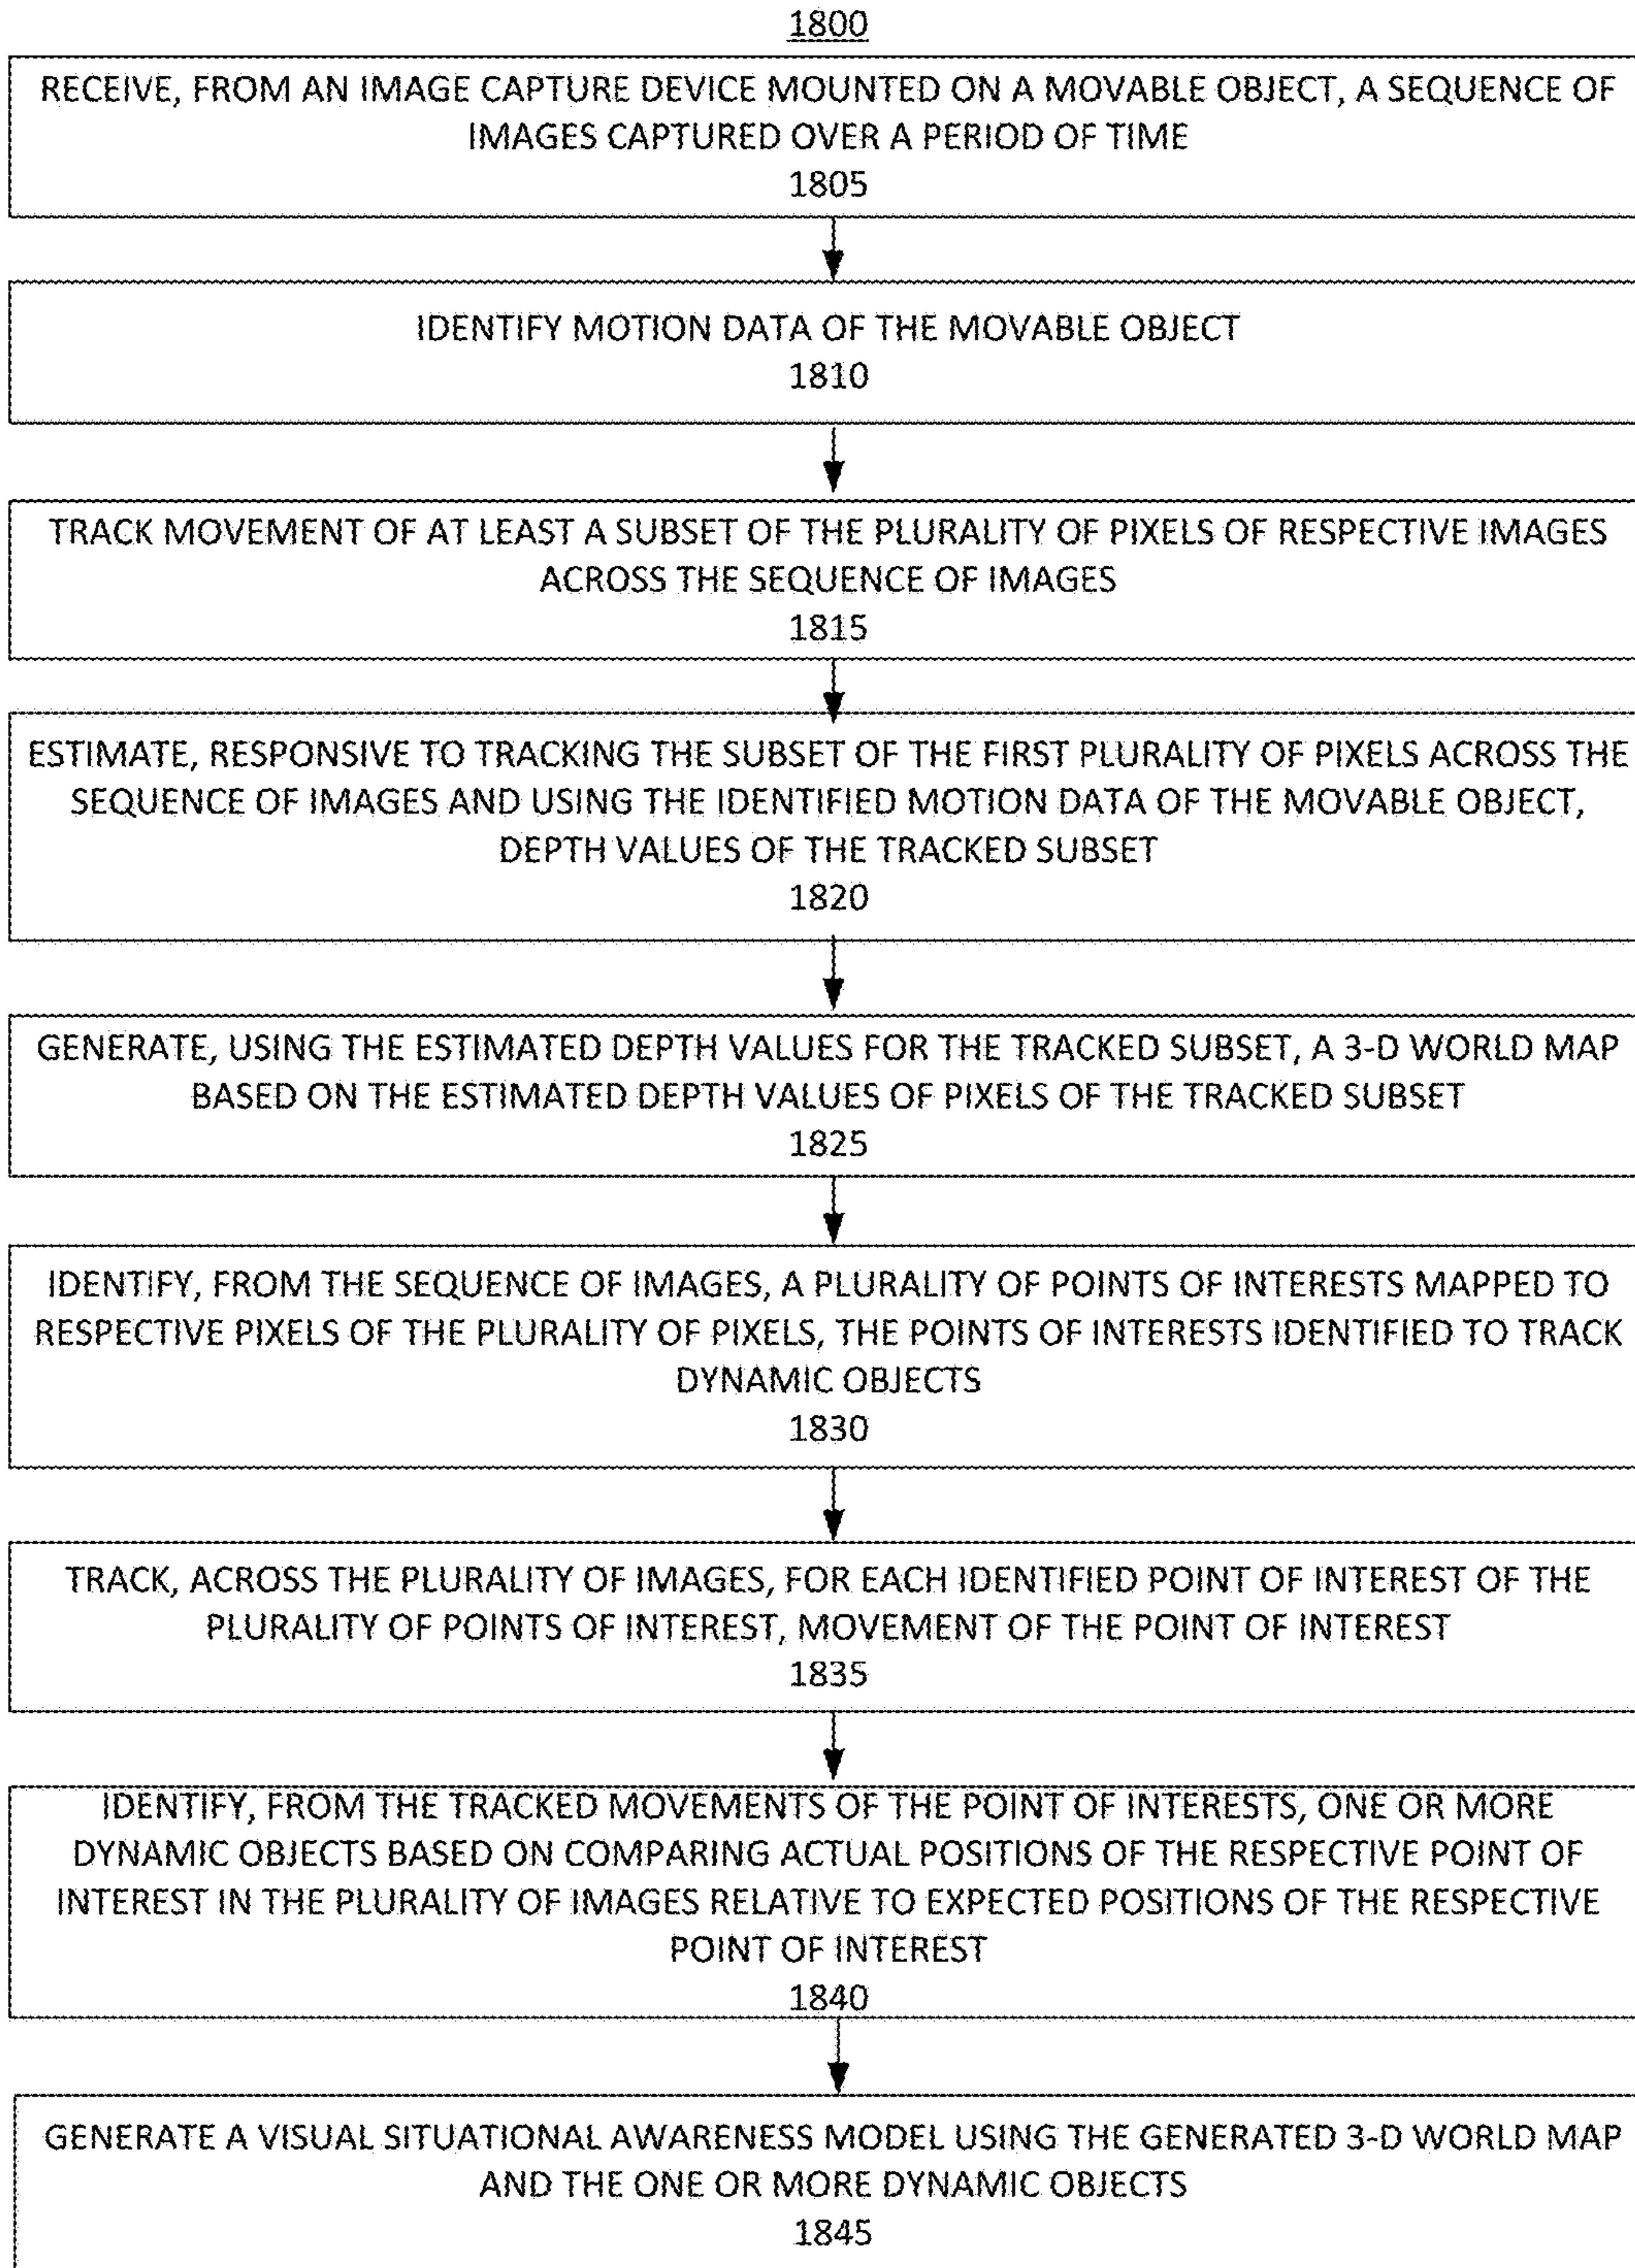 1800
RECEIVE, FROM AN IMAGE CAPTURE DEVICE MOUNTED ON A MOVABLE OBJECT, A SEQUENCE OF
IMAGES CAPTURED OVER A PERIOD OF TIME
1805
IDENTIFY MOTION DATA OF THE MOVABLE OBJECT
1810
TRACK MOVEMENT OF AT LEAST A SUBSET OF THE PLURALITY OF PIXELS OF RESPECTIVE IMAGES
ACROSS THE SEQUENCE OF IMAGES
1815
ESTIMATE, RESPONSIVE TO TRACKING THE SUBSET OF THE FIRST PLURALITY OF PIXELS ACROSS THE
SEQUENCE OF IMAGES AND USING THE IDENTIFIED MOTION DATA OF THE MOVABLE OBJECT,
DEPTH VALUES OF THE TRACKED SUBSET
1820
GENERATE, USING THE ESTIMATED DEPTH VALUES FOR THE TRACKED SUBSET, A 3-D WORLD MAP
BASED ON THE ESTIMATED DEPTH VALUES OF PIXELS OF THE TRACKED SUBSET
1825
IDENTIFY, FROM THE SEQUENCE OF IMAGES, A PLURALITY OF POINTS OF INTERESTS MAPPED TO
RESPECTIVE PIXELS OF THE PLURALITY OF PIXELS, THE POINTS OF INTERESTS IDENTIFIED TO TRACK
DYNAMIC OBJECTS
1830
TRACK, ACROSS THE PLURALITY OF IMAGES, FOR EACH IDENTIFIED POINT OF INTEREST OF THE
PLURALITY OF POINTS OF INTEREST, MOVEMENT OF THE POINT OF INTEREST
1835
IDENTIFY, FROM THE TRACKED MOVEMENTS OF THE POINT OF INTERESTS, ONE OR MORE
DYNAMIC OBJECTS BASED ON COMPARING ACTUAL POSITIONS OF THE RESPECTIVE POINT OF
INTEREST IN THE PLURALITY OF IMAGES RELATIVE TO EXPECTED POSITIONS OF THE RESPECTIVE
POINT OF INTEREST
1840
GENERATE A VISUAL SITUATIONAL AWARENESS MODEL USING THE GENERATED 3-D WORLD MAP
AND THE ONE OR MORE DYNAMIC OBJECTS
1845